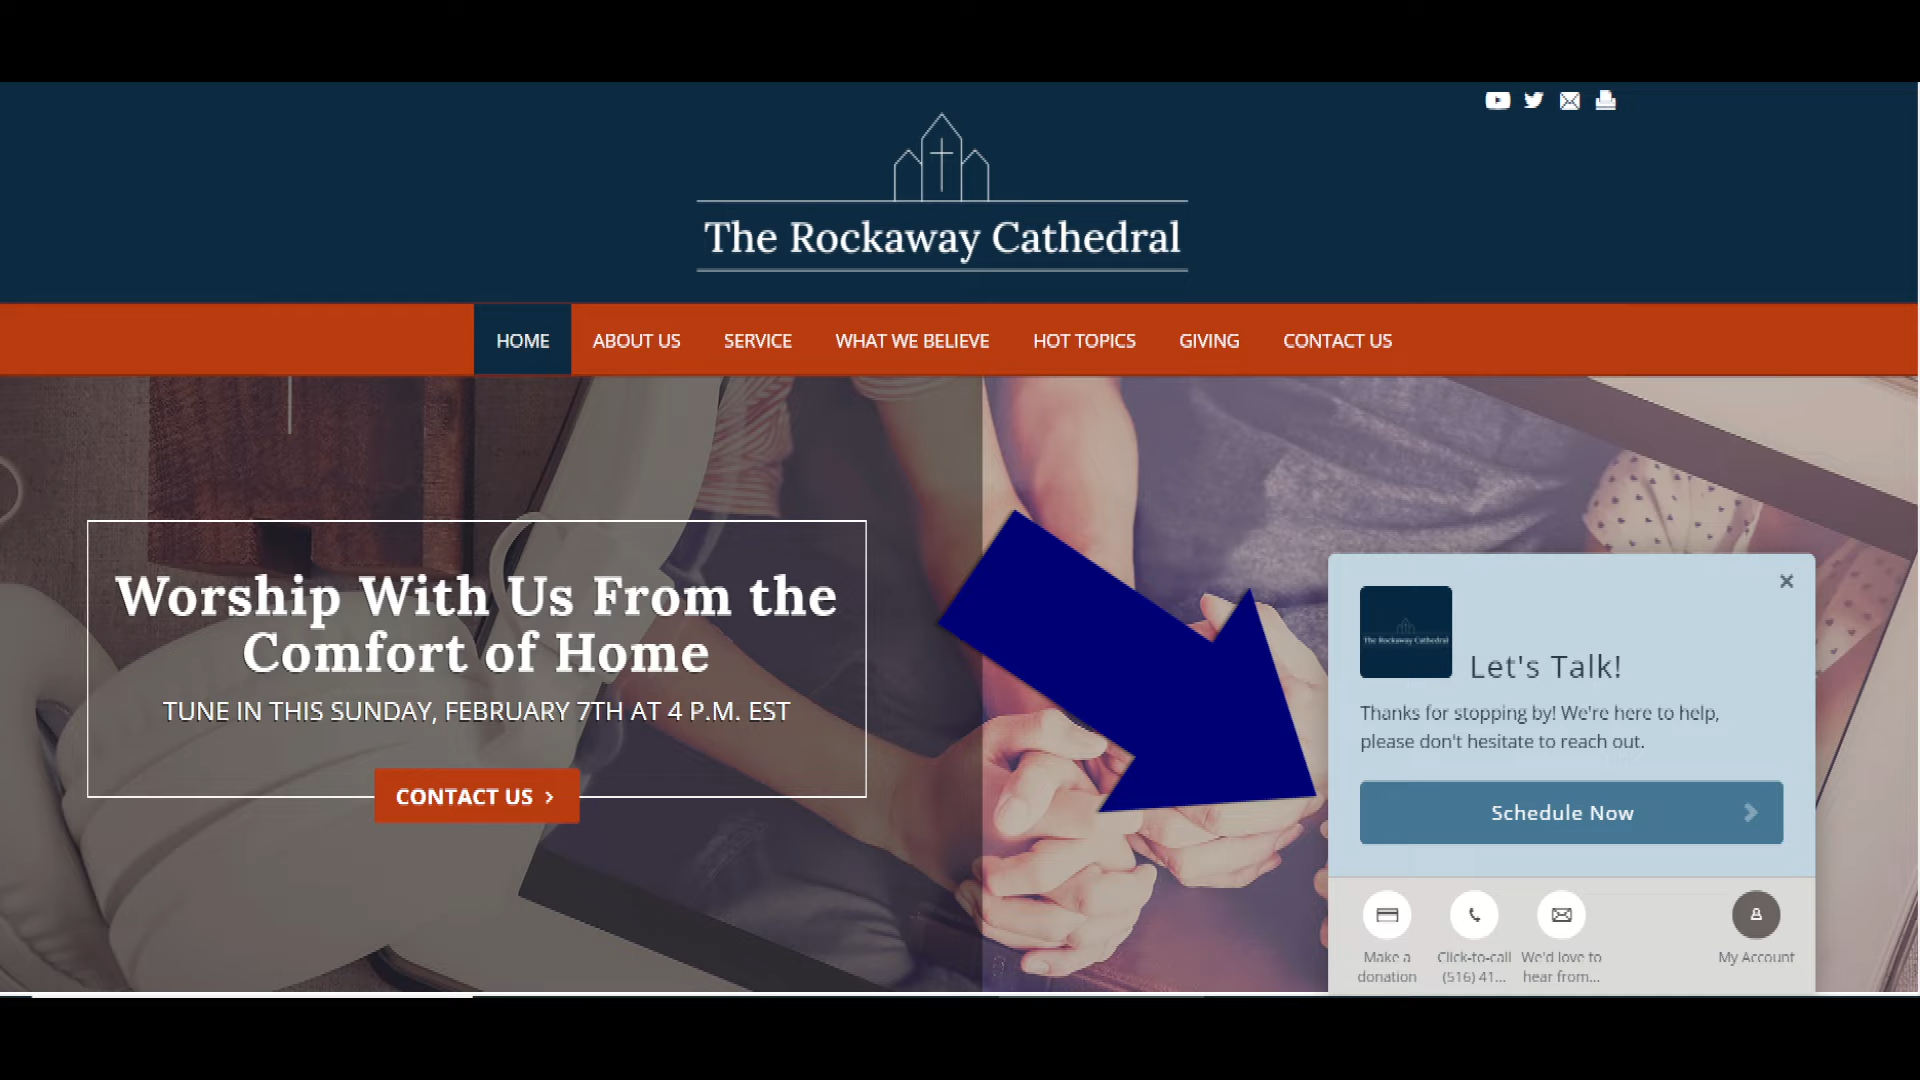 The Rockaway Cathedral
HOME ABOUT US SERVICE WHAT WE BELIEVE HOT TOPICS GIVING CONTACT US
Worship With Us From the
Comfort of Home
TUNE IN THIS SUNDAY, FEBRUARY 7TH AT 4 P.M. EST
CONTACT US
The Rockaway Cathedral
Let's Talk!
Thanks for stopping by! We're here to help,
please don't hesitate to reach out.
Schedule Now
Make a
donation
Click-to-call
(516) 41...
We'd love to
hear from...
My Account